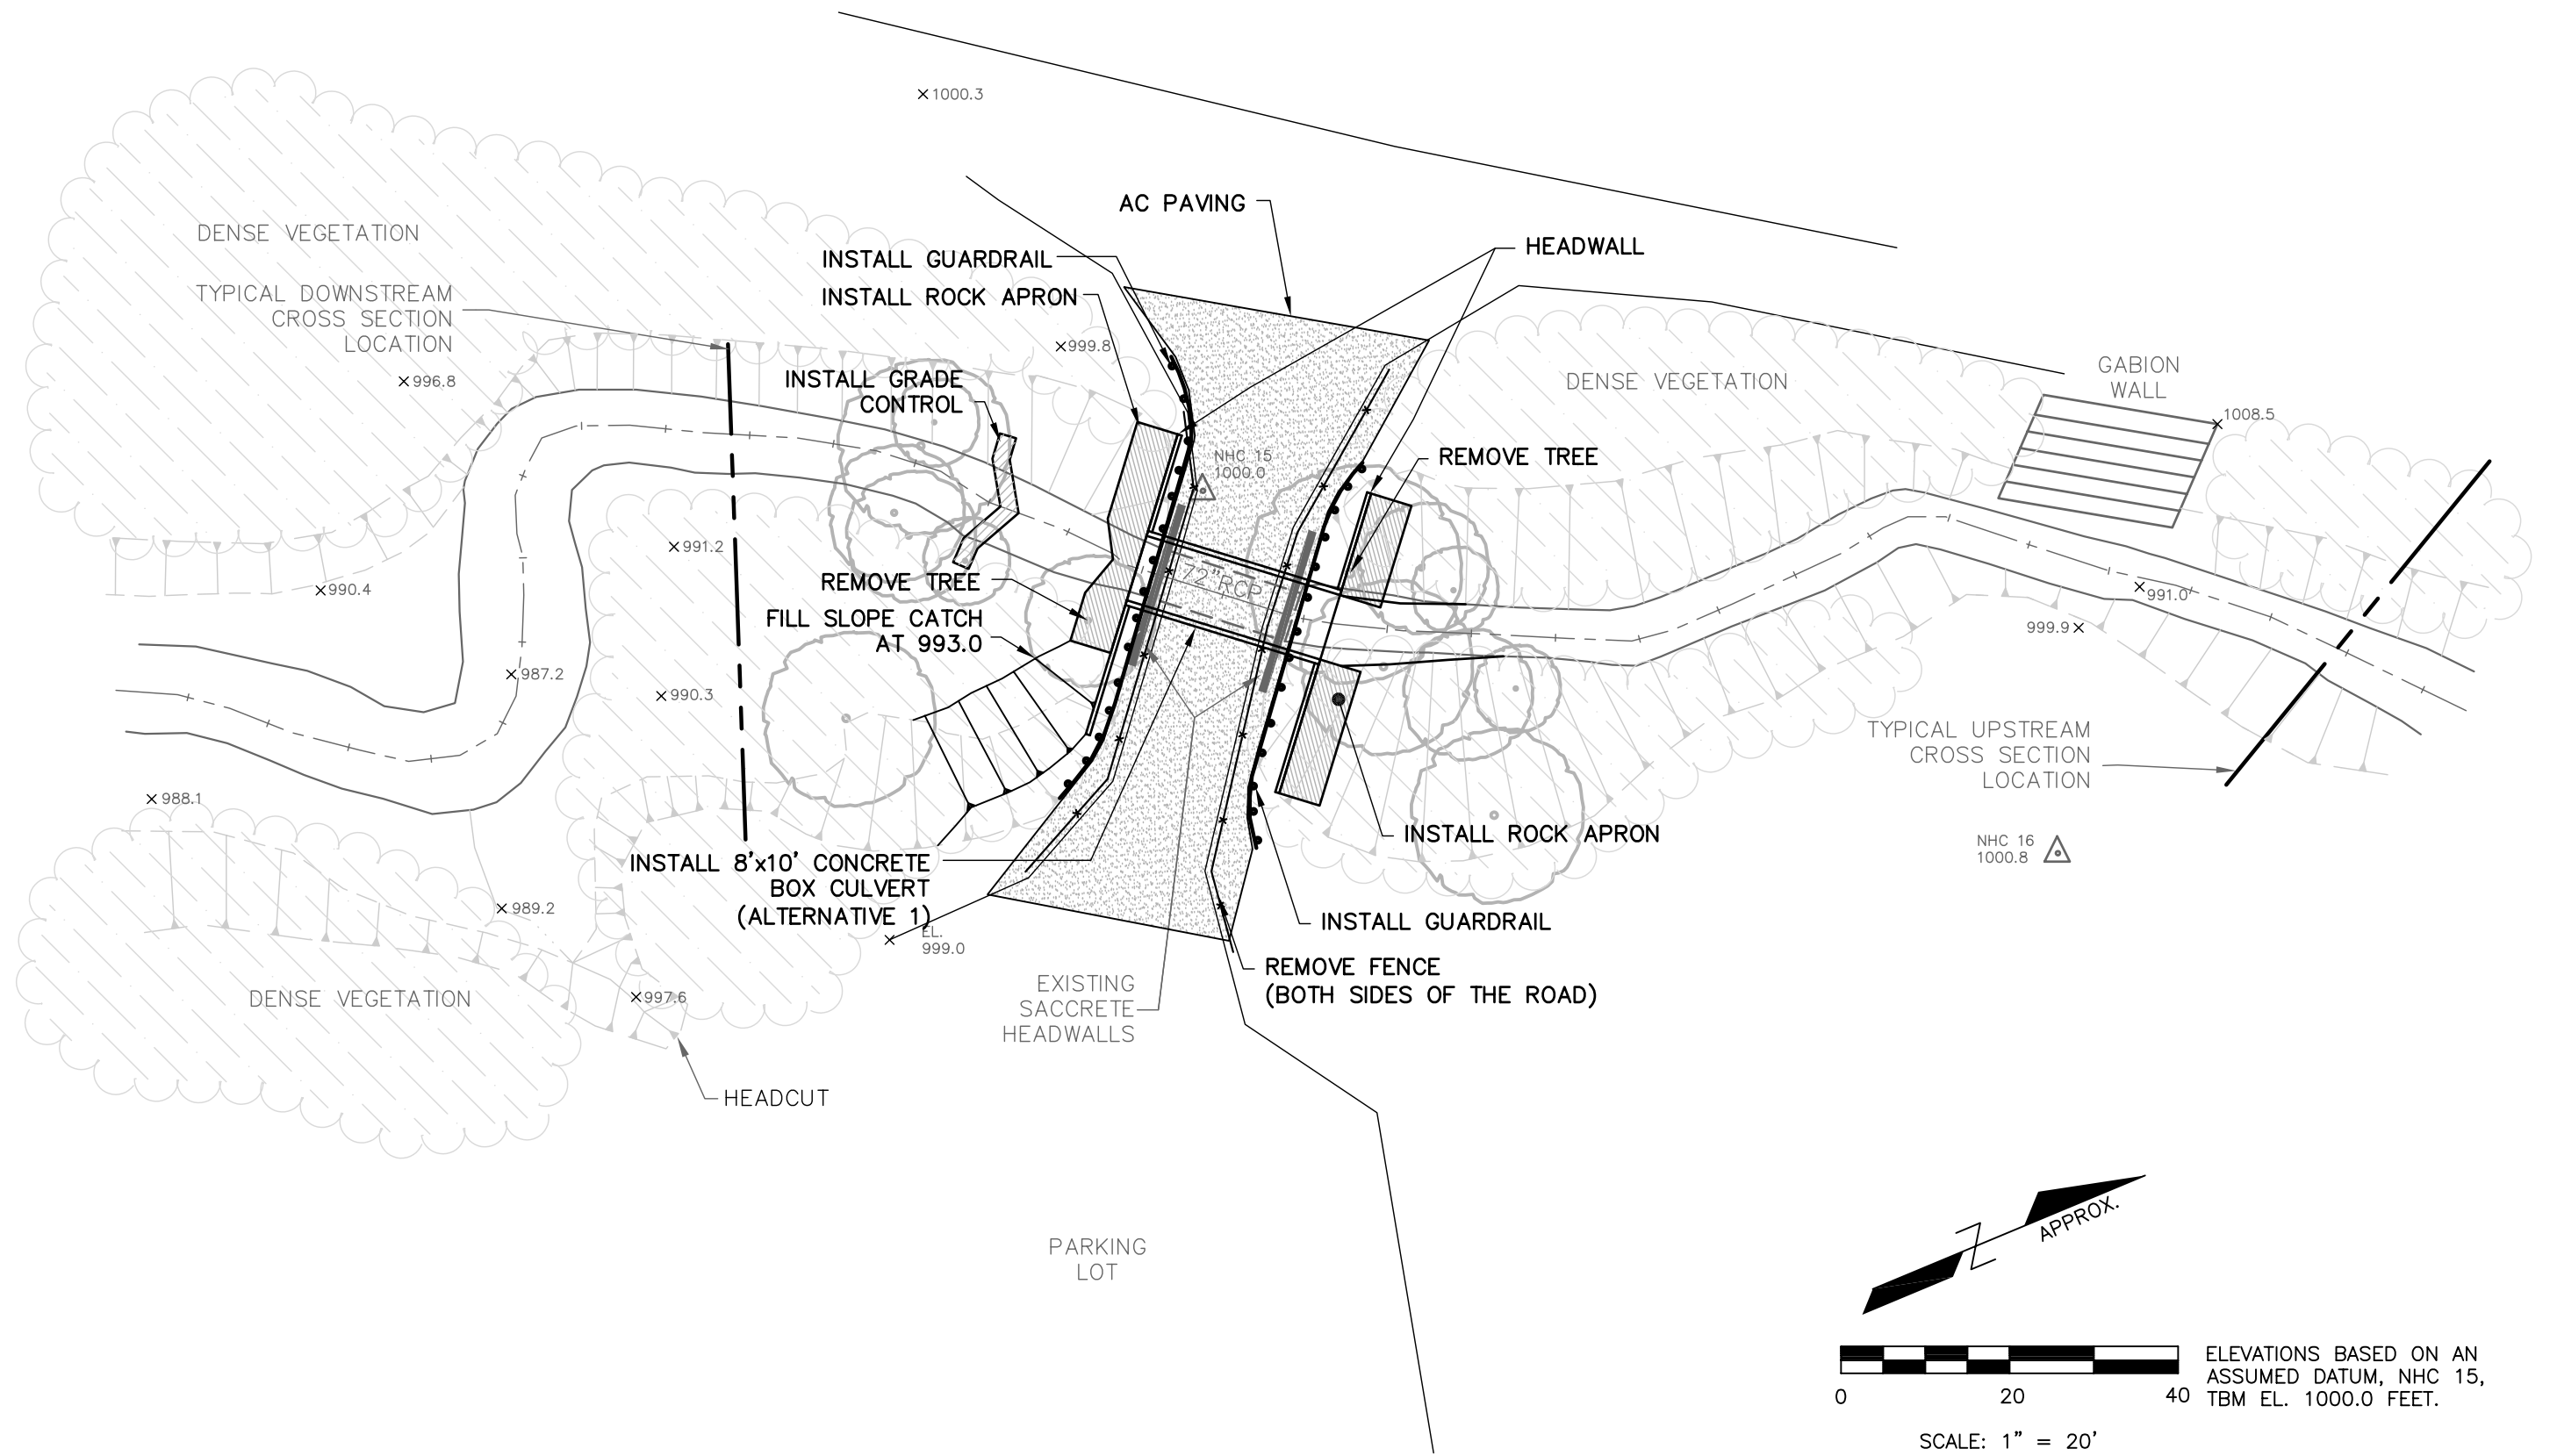 1000.3
AC PAVING
DENSE VEGETATION
INSTALL GUARDRAIL
HEADWALL
INSTALL ROCK APRON
TYPICAL DOWNSTREAM
CROSS SECTION
LOCATION
999.8
996.8
INSTALL GRADE
CONTROL
DENSE VEGETATION
GABION
WALL
1008.5
NHC 15
1000.0
REMOVE TREE
991.2
72"RCP
REMOVE TREE
990.4
991.0
FILL SLOPE CATCH
AT 993.0
999.9
987.2
990.3
TYPICAL UPSTREAM
CROSS SECTION
LOCATION
988.1
INSTALL ROCK APRON
NHC 16
1000.8
INSTALL 8'x10' CONCRETE
BOX CULVERT
(ALTERNATIVE 1)
989.2
INSTALL GUARDRAIL
EL.
999.0
REMOVE FENCE
(BOTH SIDES OF THE ROAD)
EXISTING
SACCRETE
HEADWALLS
DENSE VEGETATION
997.6
HEADCUT
PARKING
LOT
Z
APPROX.
ELEVATIONS BASED ON AN
ASSUMED DATUM, NHC 15,
TBM EL. 1000.0 FEET.
0 20 40
SCALE: 1" = 20'